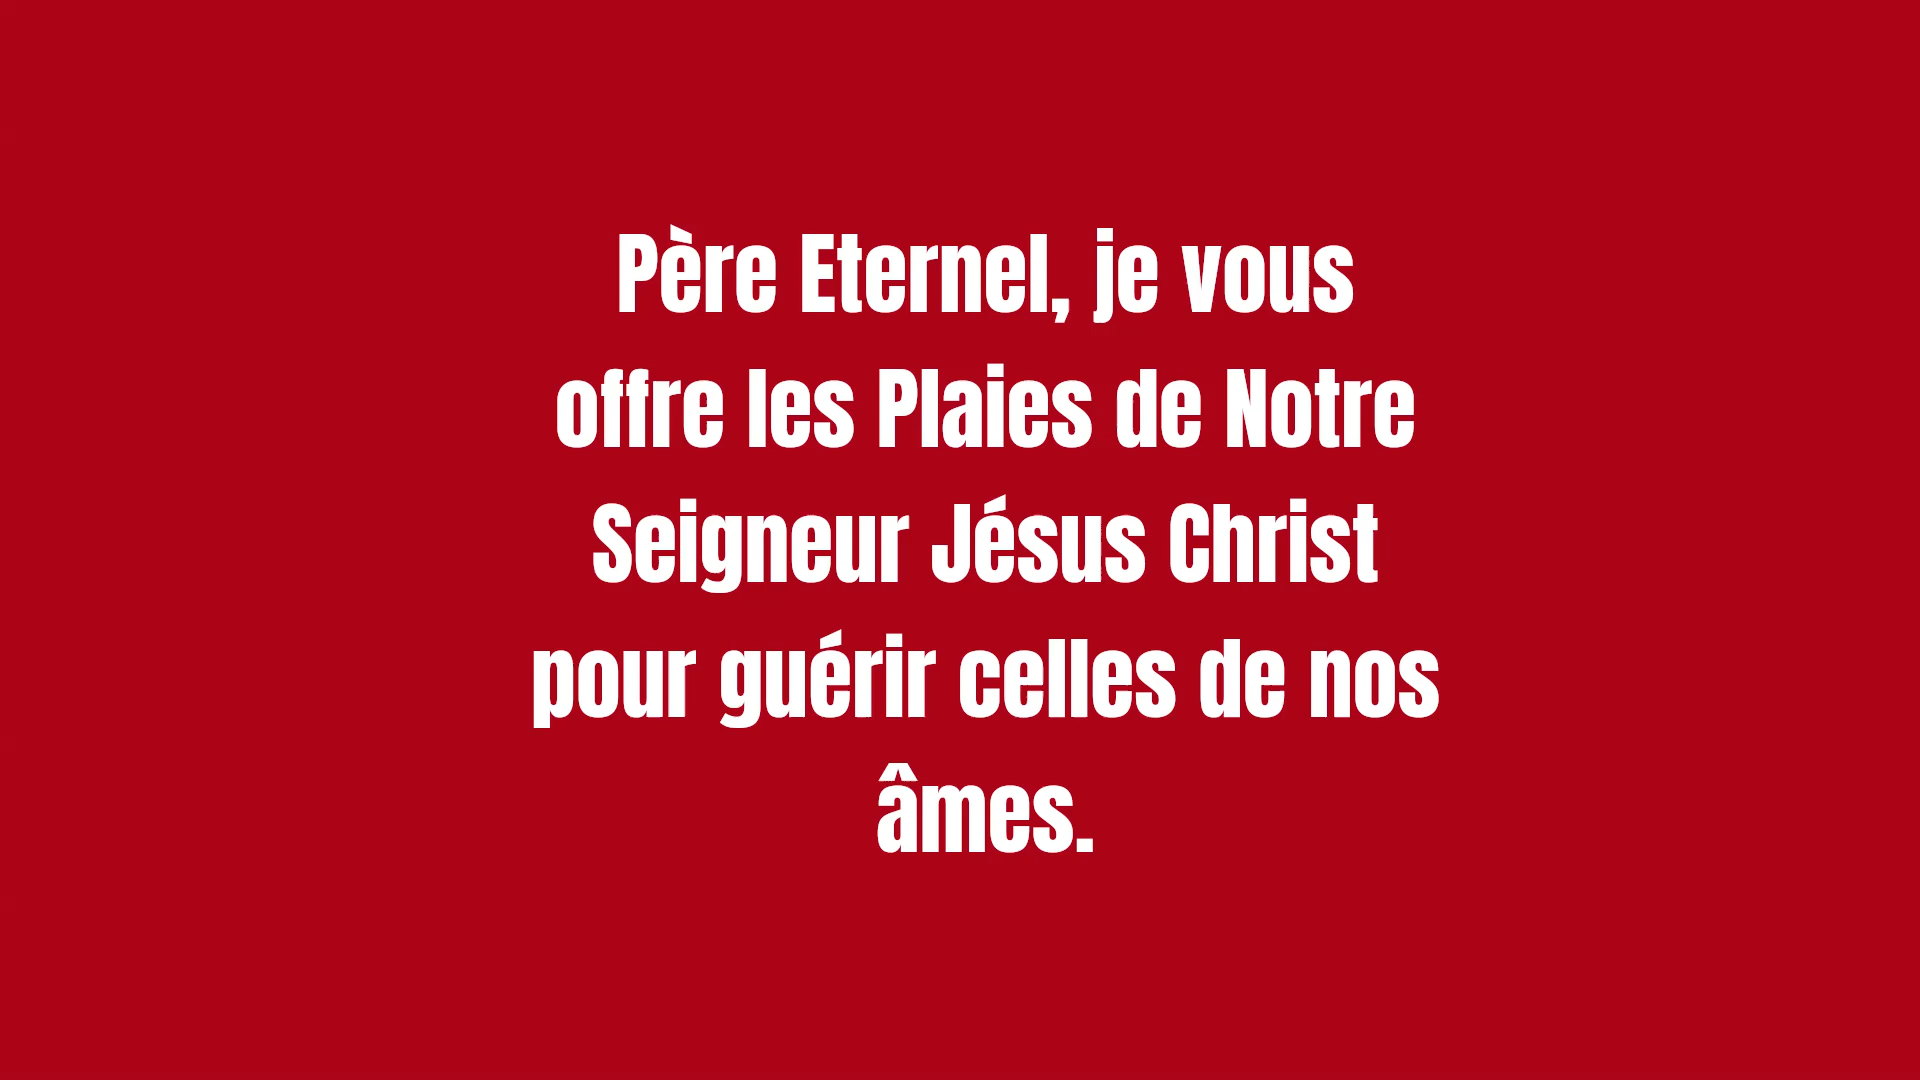 Père Eternel, je vous
offre les Plaies de Notre
Seigneur Jésus Christ
pour guérir celles de nos
âmes.